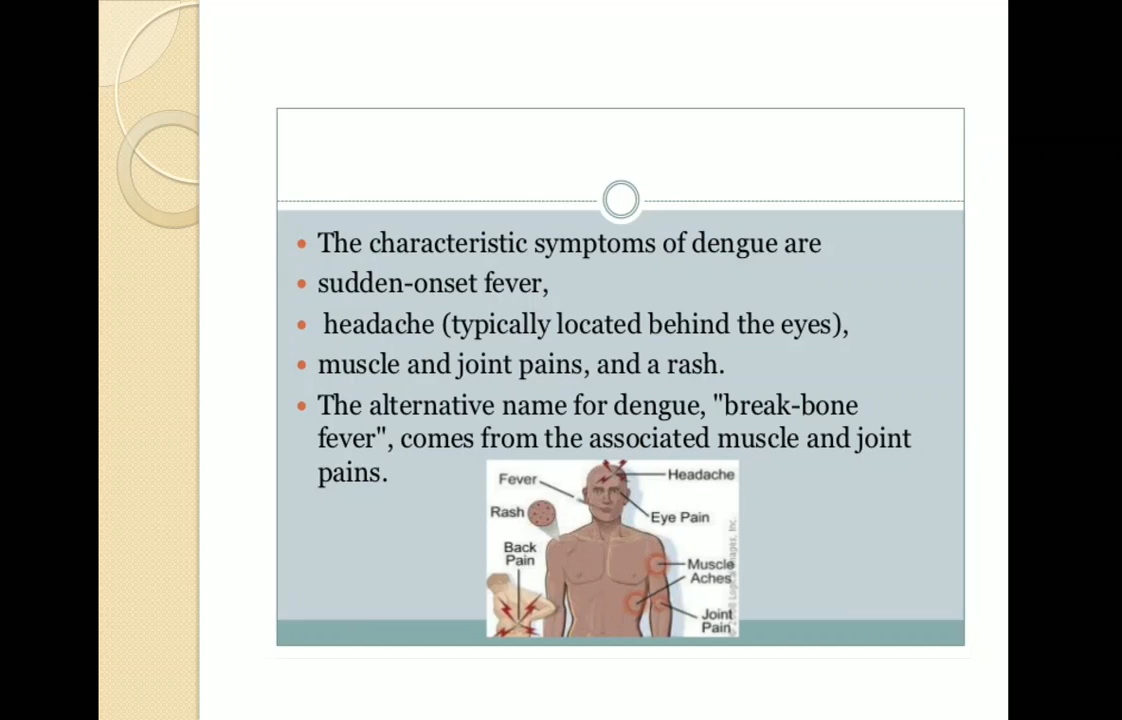 • The characteristic symptoms of dengue are
• sudden-onset fever,
• headache (typically located behind the eyes),
• muscle and joint pains, and a rash.
• The alternative name for dengue, "break-bone
fever", comes from the associated muscle and joint
pains.
Fever
Headache
Rash
Eye Pain
Back
Pain
Muscle
Aches
Joint
Pain